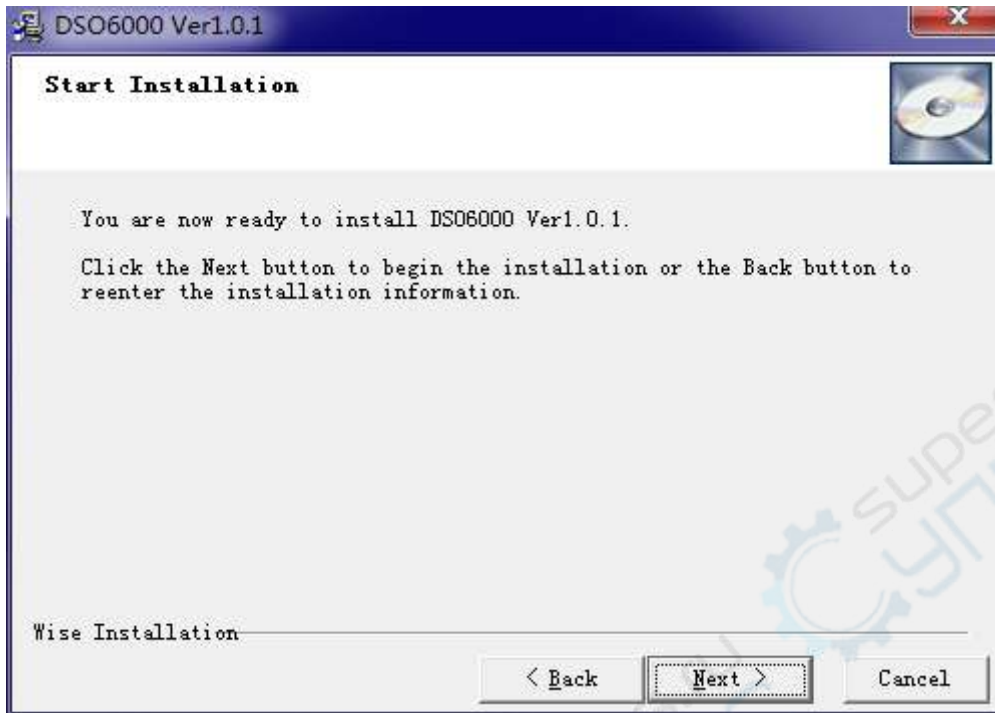 DSO6000 Ver1.0.1
Start Installation
You are now ready to install DSO6000 Ver1.0.1.
Click the Next button to begin the installation or the Back button to
reenter the installation information.
Wise Installation
< Back
Next >
Cancel